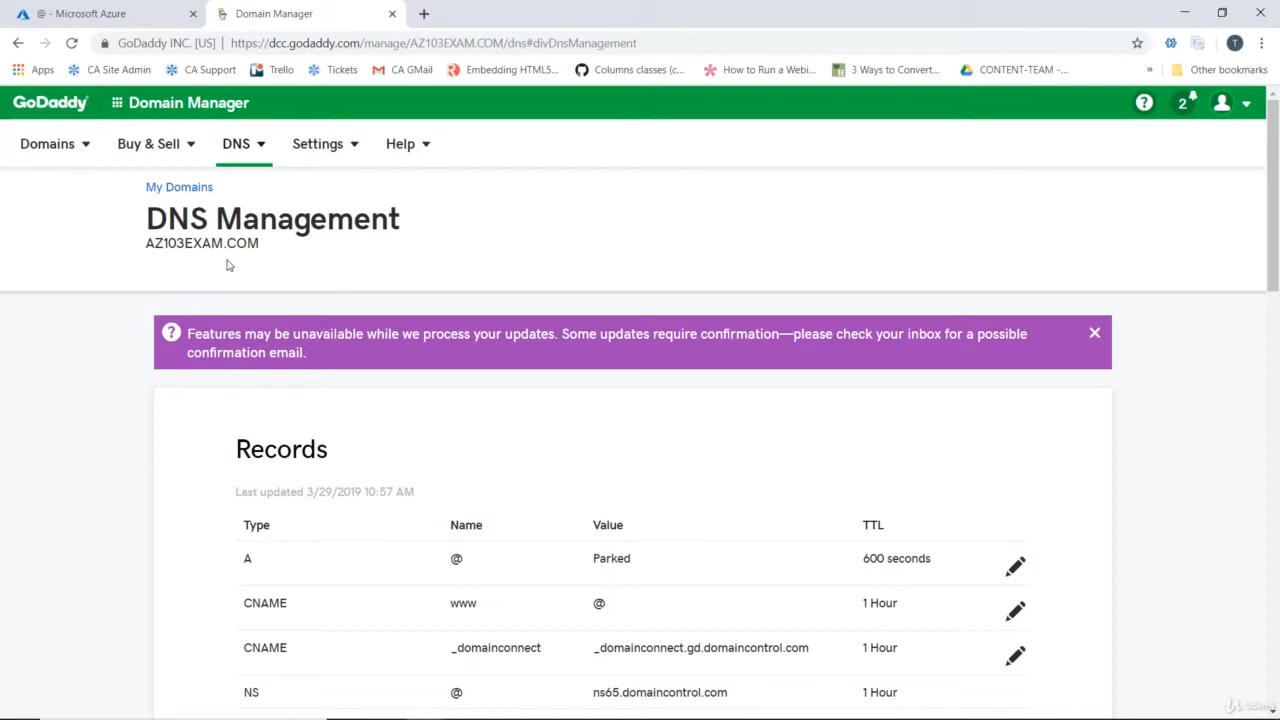 @ - Microsoft Azure
Domain Manager
GoDaddy INC. [US] | https://dcc.godaddy.com/manage/AZ103EXAM.COM/dns#divDnsManagement
T
Apps CA Site Admin CA Support Trello Tickets CA GMail Embedding HTML5... Columns classes (c... How to Run a Webi... 3 Ways to Convert... CONTENT-TEAM -... » Other bookmarks
GoDaddy Domain Manager ? 2
Domains Buy & Sell DNS Settings Help
My Domains
DNS Management
AZ103EXAM.COM
? Features may be unavailable while we process your updates. Some updates require confirmation—please check your inbox for a possible
confirmation email.
Records
Last updated 3/29/2019 10:57 AM
Type Name Value TTL
A @ Parked 600 seconds
CNAME www @ 1 Hour
CNAME _domainconnect _domainconnect.gd.domaincontrol.com 1 Hour
NS @ ns65.domaincontrol.com 1 Hour
Udemy